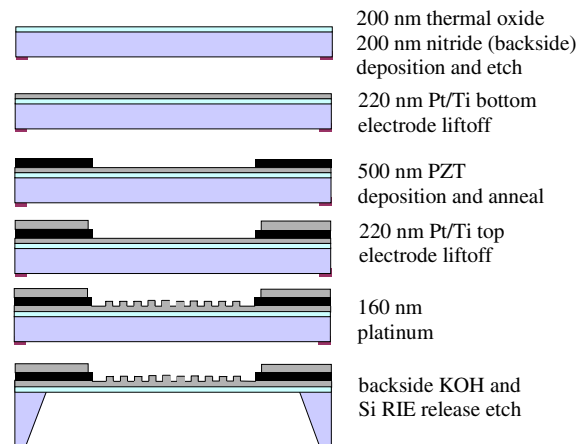 200 nm thermal oxide
200 nm nitride (backside)
deposition and etch
220 nm Pt/Ti bottom
electrode liftoff
500 nm PZT
deposition and anneal
220 nm Pt/Ti top
electrode liftoff
160 nm
platinum
backside KOH and
Si RIE release etch